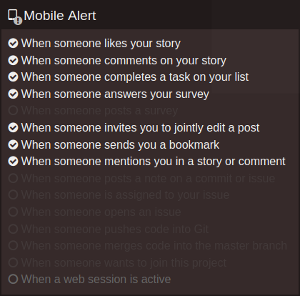 Mobile Alert
When someone likes your story
When someone comments on your story
When someone completes a task on your list
When someone answers your survey
When someone posts a survey
When someone invites you to jointly edit a post
When someone sends you a bookmark
When someone mentions you in a story or comment
When someone posts a note on a commit or issue
When someone is assigned to your issue
When someone opens an issue
When someone pushes code into Git
When someone merges code into the master branch
When someone wants to join this project
When a web session is active